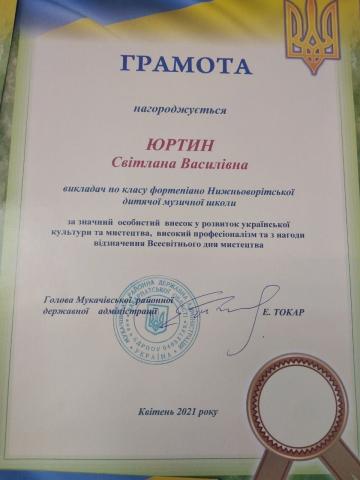 ГРАМОТА
нагороджується
ЮРТИН
Світлана Василівна
викладач по класу фортепіано Нижньоворітської
дитячої музичної школи
за значний особистий внесок у розвиток української
культури та мистецтва, високий професіоналізм та з нагоди
відзначення Всесвітнього дня мистецтва
Голова Мукачівської районної
державної адміністрації
Е. ТОКАР
УКРАЇНА
Квітень 2021 року